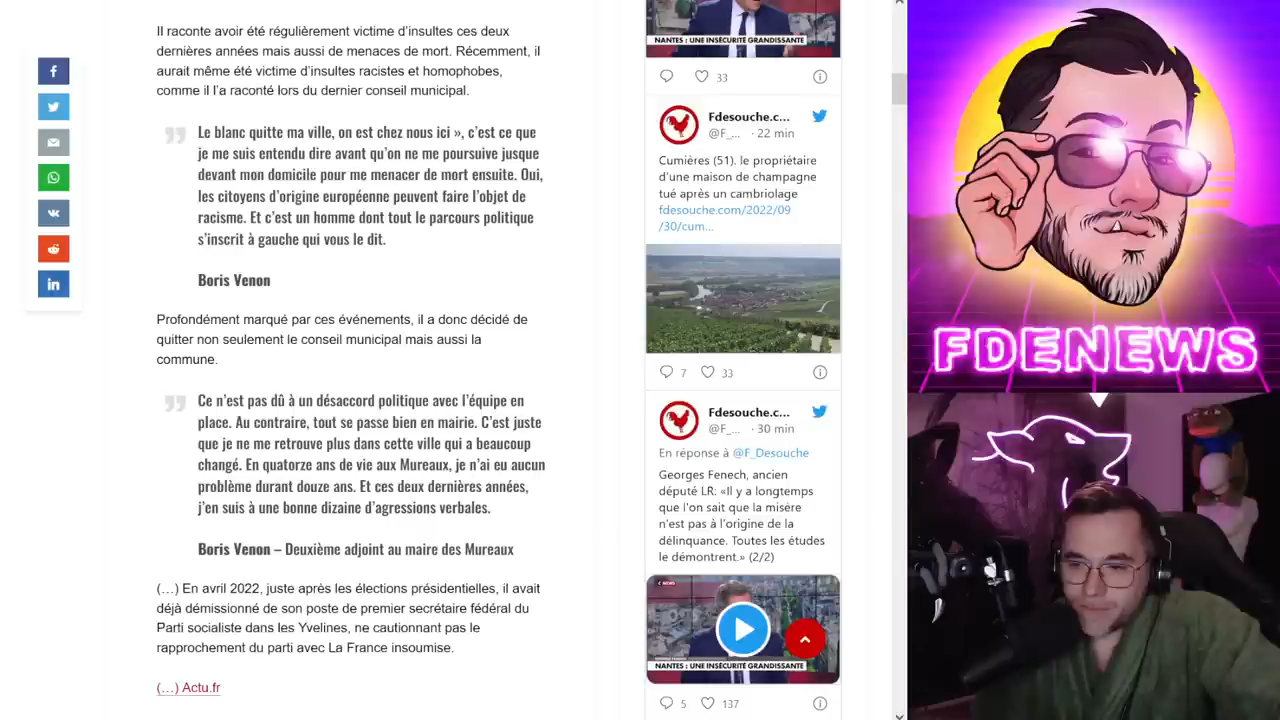 Il raconte avoir été régulièrement victime d'insultes ces deux
dernières années mais aussi de menaces de mort. Récemment, il
aurait même été victime d'insultes racistes et homophobes,
comme il l'a raconté lors du dernier conseil municipal.
Le blanc quitte ma ville, on est chez nous ici », c'est ce que
je me suis entendu dire avant qu'on ne me poursuive jusque
devant mon domicile pour me menacer de mort ensuite. Oui,
les citoyens d'origine européenne peuvent faire l'objet de
racisme. Et c'est un homme dont tout le parcours politique
s'inscrit à gauche qui vous le dit.
Boris Venon
Profondément marqué par ces événements, il a donc décidé de
quitter non seulement le conseil municipal mais aussi la
commune.
Ce n'est pas dû à un désaccord politique avec l'équipe en
place. Au contraire, tout se passe bien en mairie. C'est juste
que je ne me retrouve plus dans cette ville qui a beaucoup
changé. En quatorze ans de vie aux Mureaux, je n'ai eu aucun
problème durant douze ans. Et ces deux dernières années,
j'en suis à une bonne dizaine d'agressions verbales.
Boris Venon – Deuxième adjoint au maire des Mureaux
(…) En avril 2022, juste après les élections présidentielles, il avait
déjà démissionné de son poste de premier secrétaire fédéral du
Parti socialiste dans les Yvelines, ne cautionnant pas le
rapprochement du parti avec La France insoumise.
(…) Actu.fr
NANTES : UNE INSÉCURITÉ GRANDISSANTE
33
Fdesouche.c...
@F_... · 22 min
Cumières (51). le propriétaire
d'une maison de champagne
tué après un cambriolage
fdesouche.com/2022/09
/30/cum...
7 33
Fdesouche.c...
@F_... · 30 min
En réponse à @F_Desouche
Georges Fenech, ancien
député LR: «Il y a longtemps
que l'on sait que la misère
n'est pas à l'origine de la
délinquance. Toutes les études
le démontrent.» (2/2)
NANTES : UNE INSÉCURITÉ GRANDISSANTE
5 137
FDENEWS